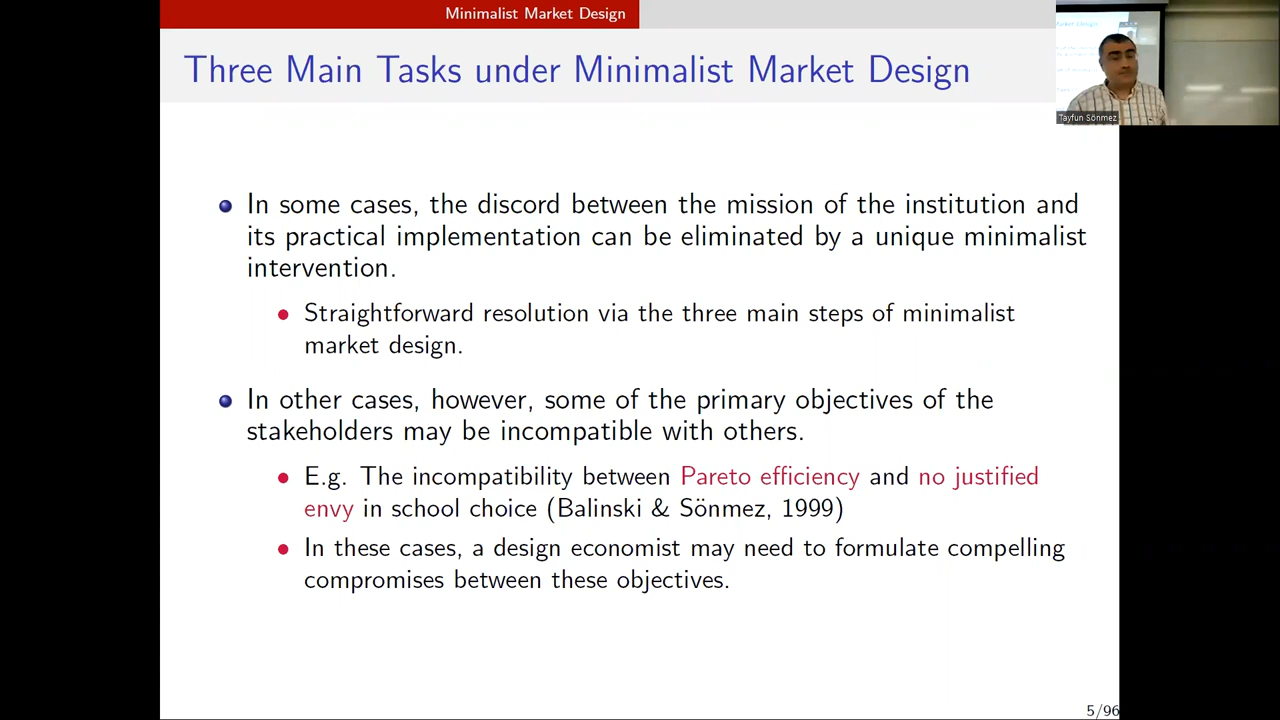 Minimalist Market Design
Three Main Tasks under Minimalist Market Design
Tayfun Sönmez
In some cases, the discord between the mission of the institution and
its practical implementation can be eliminated by a unique minimalist
intervention.
Straightforward resolution via the three main steps of minimalist
market design.
In other cases, however, some of the primary objectives of the
stakeholders may be incompatible with others.
E.g. The incompatibility between Pareto efficiency and no justified
envy in school choice (Balinski & Sönmez, 1999)
In these cases, a design economist may need to formulate compelling
compromises between these objectives.
5/96